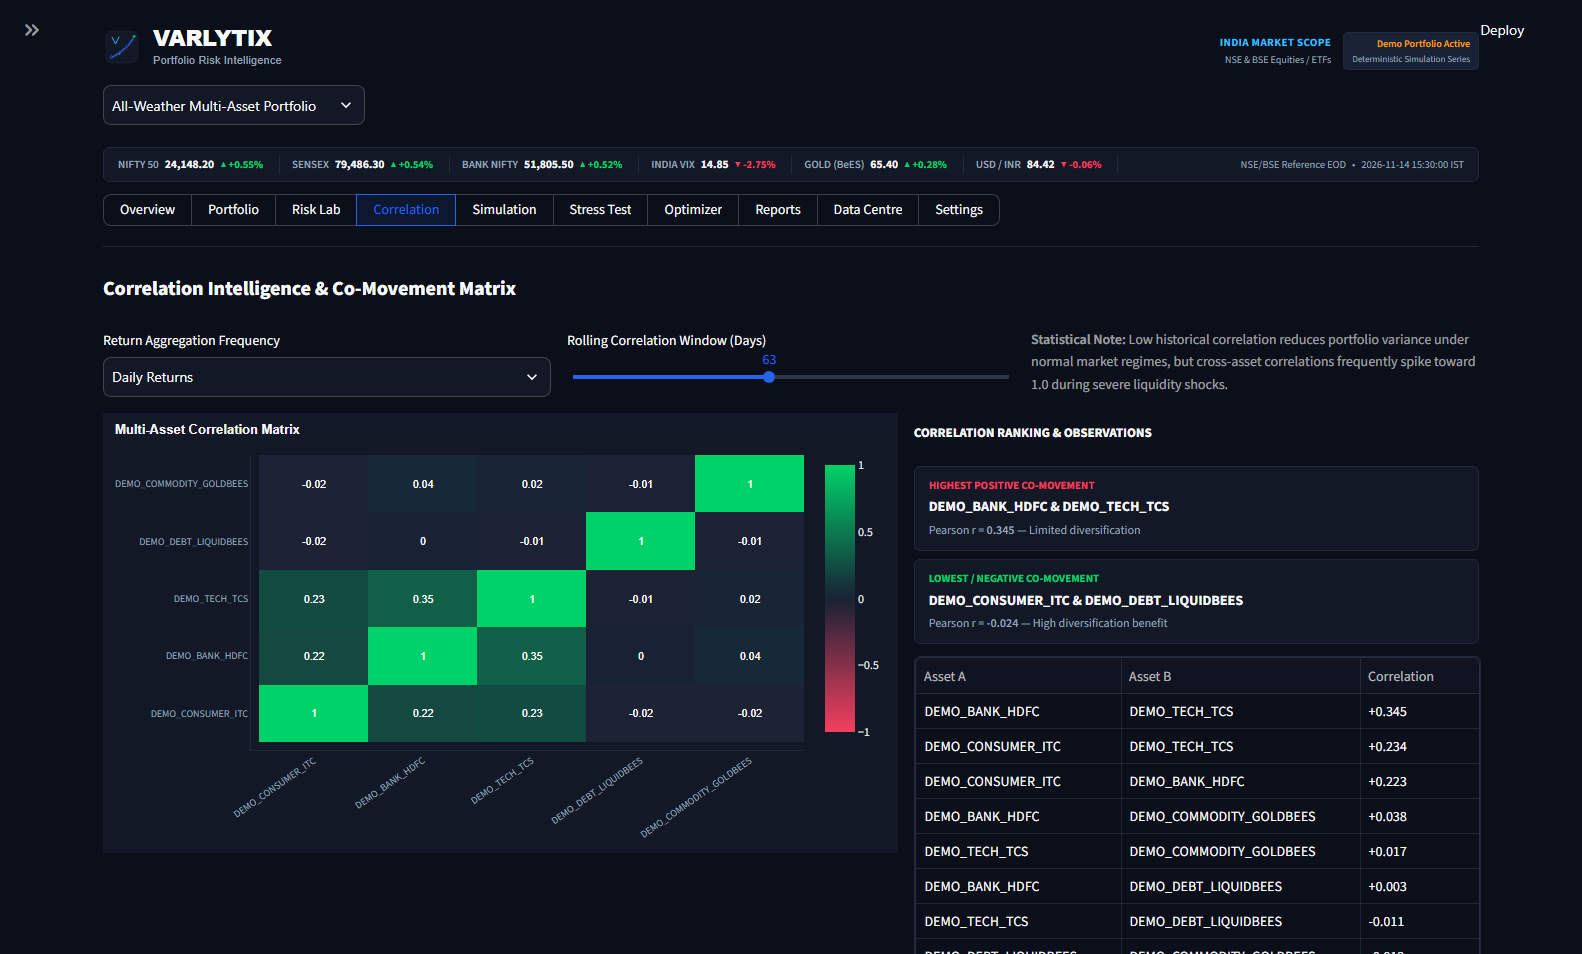 VARLYTIX
Portfolio Risk Intelligence
INDIA MARKET SCOPE
NSE & BSE Equities / ETFs
Demo Portfolio Active
Deterministic Simulation Series
Deploy
All-Weather Multi-Asset Portfolio
NIFTY 50 24,148.20 ▲ +0.55% SENSEX 79,486.30 ▲ +0.54% BANK NIFTY 51,805.50 ▲ +0.52% INDIA VIX 14.85 ▼ -2.75% GOLD (BeES) 65.40 ▲ +0.28% USD / INR 84.42 ▼ -0.06% NSE/BSE Reference EOD • 2026-11-14 15:30:00 IST
Overview Portfolio Risk Lab Correlation Simulation Stress Test Optimizer Reports Data Centre Settings
Correlation Intelligence & Co-Movement Matrix
Return Aggregation Frequency
Daily Returns
Rolling Correlation Window (Days)
63
Statistical Note: Low historical correlation reduces portfolio variance under
normal market regimes, but cross-asset correlations frequently spike toward
1.0 during severe liquidity shocks.
Multi-Asset Correlation Matrix
DEMO_COMMODITY_GOLDBEES -0.02 0.04 0.02 -0.01 1
DEMO_DEBT_LIQUIDBEES -0.02 0 -0.01 1 -0.01
DEMO_TECH_TCS 0.23 0.35 1 -0.01 0.02
DEMO_BANK_HDFC 0.22 1 0.35 0 0.04
DEMO_CONSUMER_ITC 1 0.22 0.23 -0.02 -0.02
DEMO_CONSUMER_ITC DEMO_BANK_HDFC DEMO_TECH_TCS DEMO_DEBT_LIQUIDBEES DEMO_COMMODITY_GOLDBEES
1
0.5
0
−0.5
−1
CORRELATION RANKING & OBSERVATIONS
HIGHEST POSITIVE CO-MOVEMENT
DEMO_BANK_HDFC & DEMO_TECH_TCS
Pearson r = 0.345 — Limited diversification
LOWEST / NEGATIVE CO-MOVEMENT
DEMO_CONSUMER_ITC & DEMO_DEBT_LIQUIDBEES
Pearson r = -0.024 — High diversification benefit
Asset A Asset B Correlation
DEMO_BANK_HDFC DEMO_TECH_TCS +0.345
DEMO_CONSUMER_ITC DEMO_TECH_TCS +0.234
DEMO_CONSUMER_ITC DEMO_BANK_HDFC +0.223
DEMO_BANK_HDFC DEMO_COMMODITY_GOLDBEES +0.038
DEMO_TECH_TCS DEMO_COMMODITY_GOLDBEES +0.017
DEMO_BANK_HDFC DEMO_DEBT_LIQUIDBEES +0.003
DEMO_TECH_TCS DEMO_DEBT_LIQUIDBEES -0.011